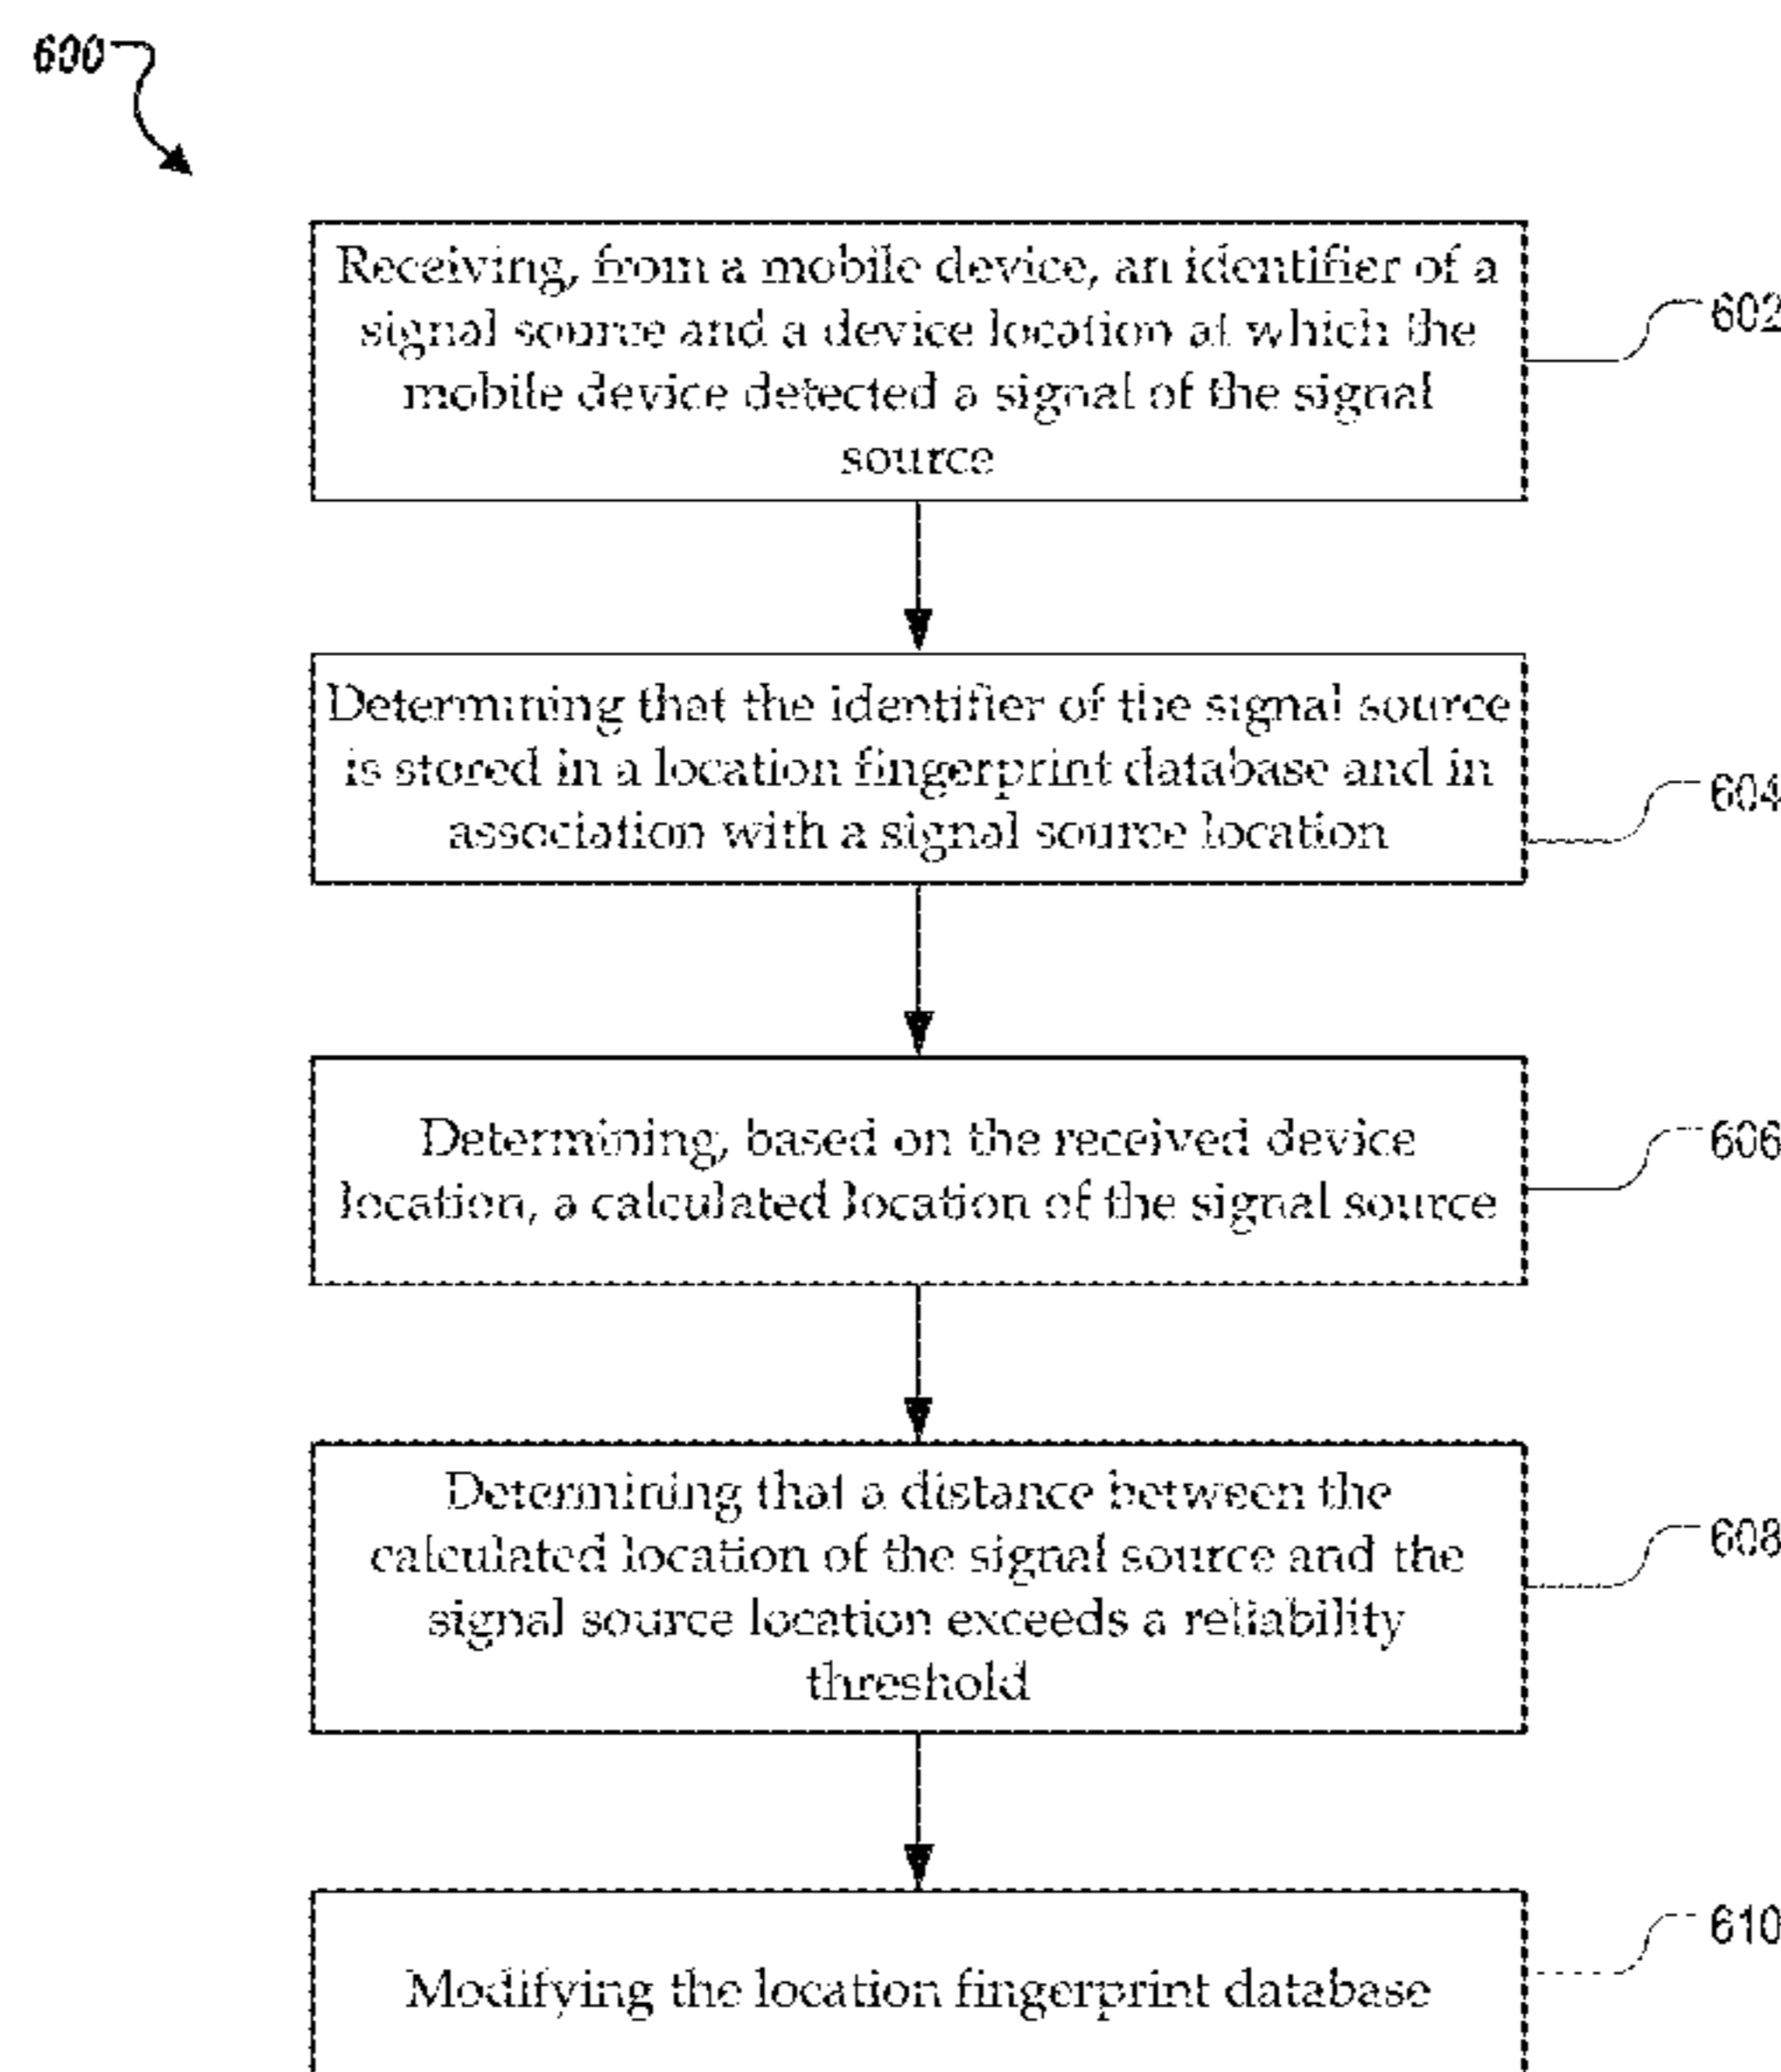 600
Receiving, from a mobile device, an identifier of a
signal source and a device location at which the
mobile device detected a signal of the signal
source
602
Determining that the identifier of the signal source
is stored in a location fingerprint database and in
association with a signal source location
604
Determining, based on the received device
location, a calculated location of the signal source
606
Determining that a distance between the
calculated location of the signal source and the
signal source location exceeds a reliability
threshold
608
Modifying the location fingerprint database
610